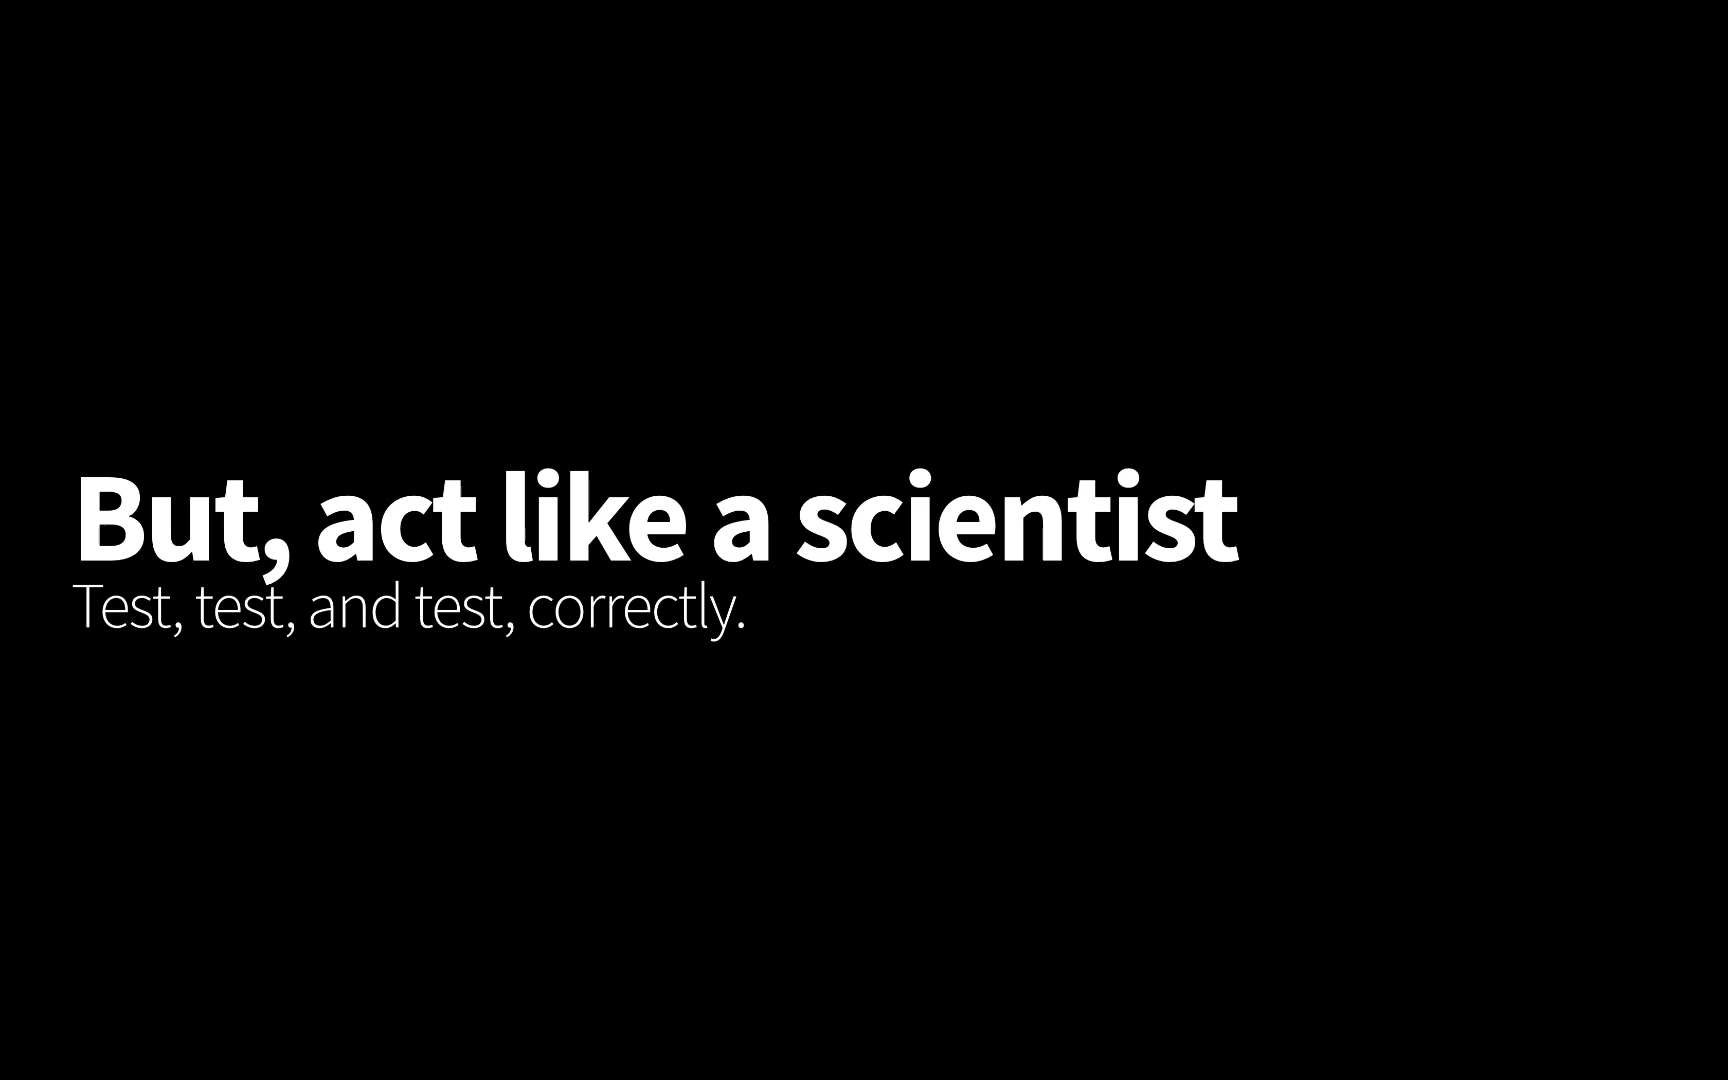 But, act like a scientist
Test, test, and test, correctly.